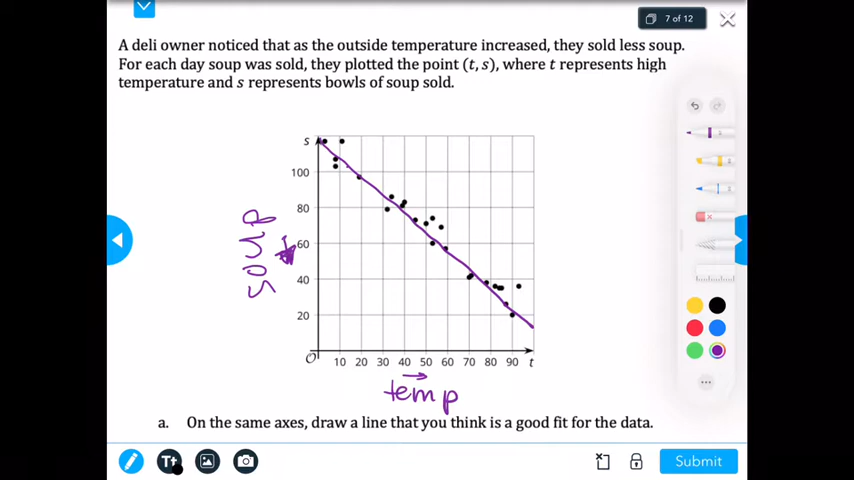 7 of 12
A deli owner noticed that as the outside temperature increased, they sold less soup.
For each day soup was sold, they plotted the point (t, s), where t represents high
temperature and s represents bowls of soup sold.
s
100
80
60
40
20
soup
O
10 20 30 40 50 60 70 80 90 t
temp
a. On the same axes, draw a line that you think is a good fit for the data.
Tt
Submit